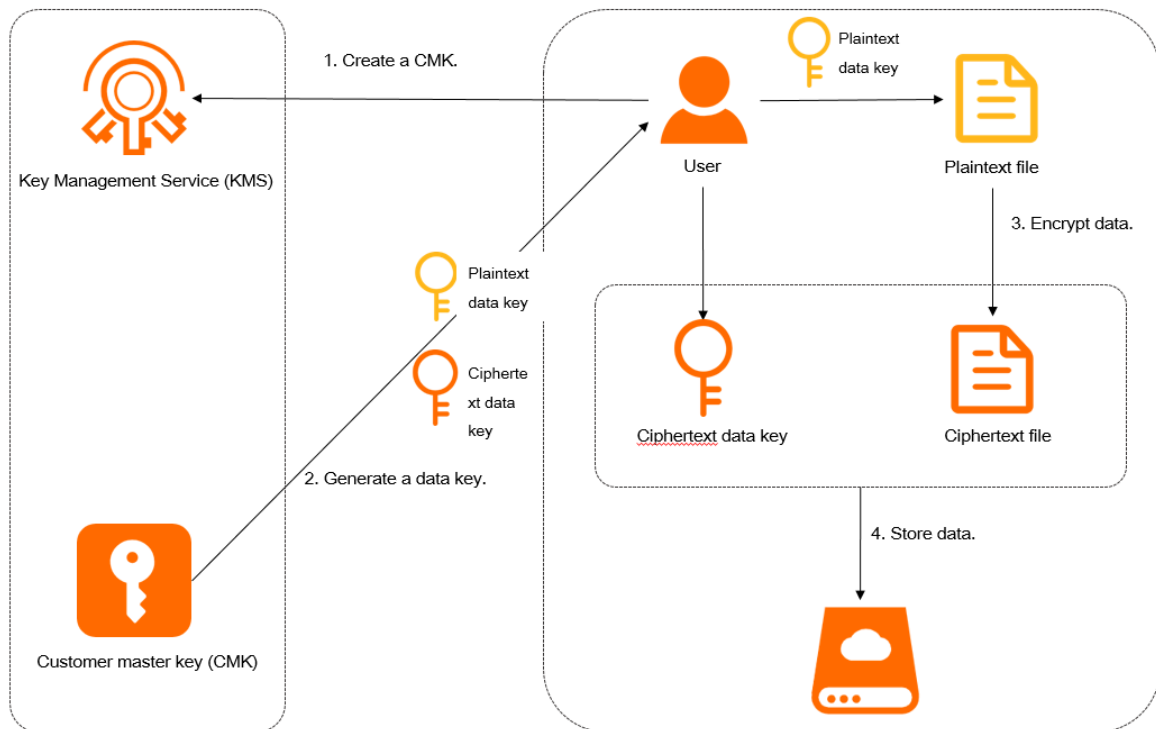 1. Create a CMK.
Plaintext
data key
Key Management Service (KMS)
User
Plaintext file
3. Encrypt data.
Plaintext
data key
Cipherte
xt data
key
Ciphertext data key
Ciphertext file
2. Generate a data key.
4. Store data.
Customer master key (CMK)